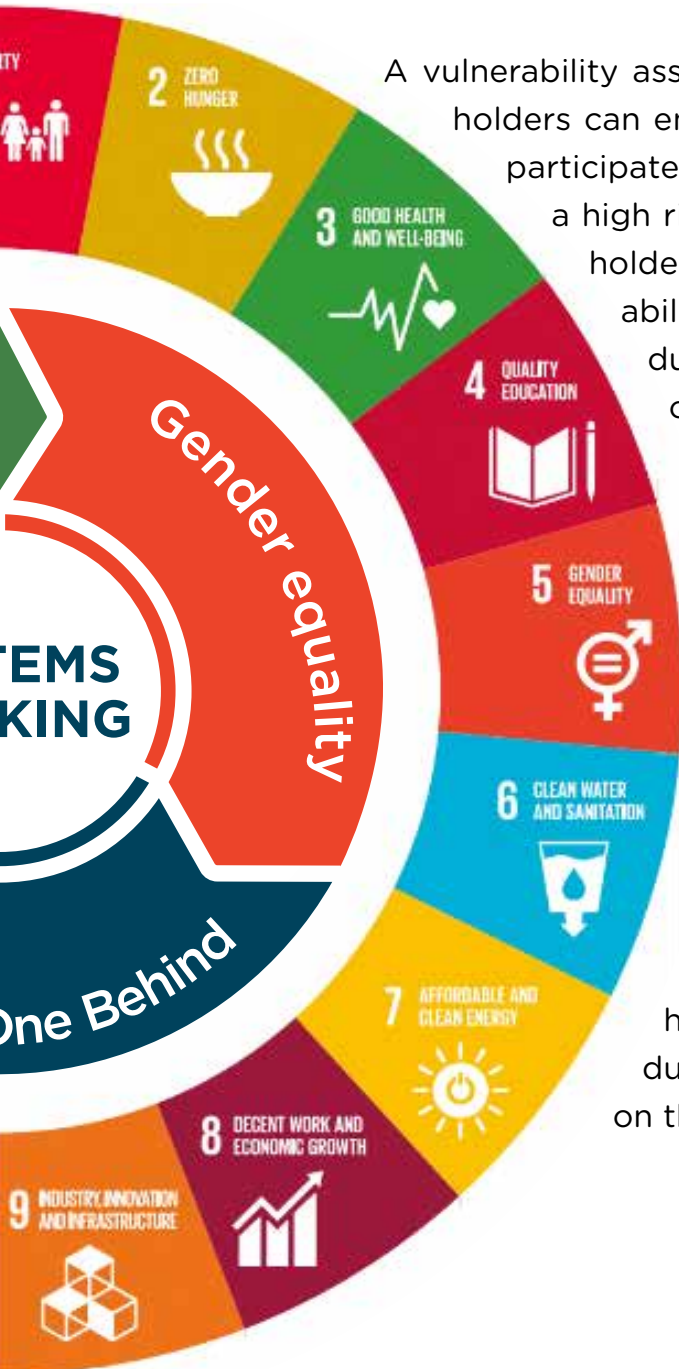 2 ZERO
HUNGER
3 GOOD HEALTH
AND WELL-BEING
4 QUALITY
EDUCATION
5 GENDER
EQUALITY
6 CLEAN WATER
AND SANITATION
7 AFFORDABLE AND
CLEAN ENERGY
8 DECENT WORK AND
ECONOMIC GROWTH
9 INDUSTRY, INNOVATION
AND INFRASTRUCTURE
Gender equality
One Behind
TEMS
KING
A vulnerability ass
holders can en
participate
a high ri
holde
abil
du
h
du
on th